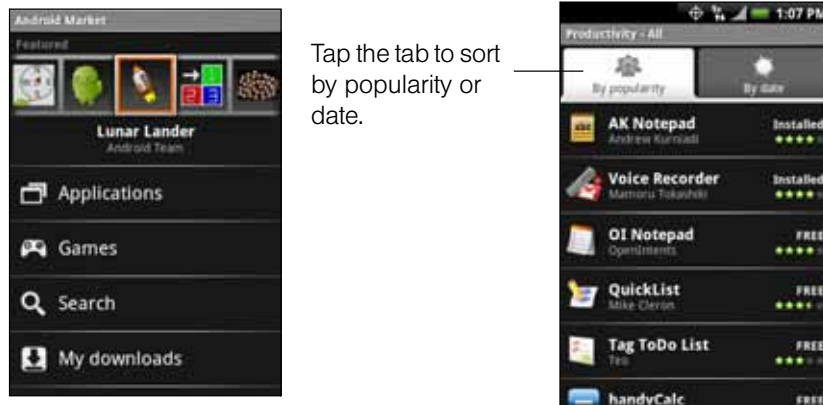 Android Market
Featured
Lunar Lander
Android Team
Applications
Games
Search
My downloads
Tap the tab to sort
by popularity or
date.
1:07 PM
Productivity - All
By popularity
By date
AK Notepad
Installed
Andrew Kurniadi
Voice Recorder
Installed
Mamoru Tokashiki
OI Notepad
FREE
OpenIntents
QuickList
FREE
Mike Cleron
Tag ToDo List
FREE
Teo
handyCalc
FREE